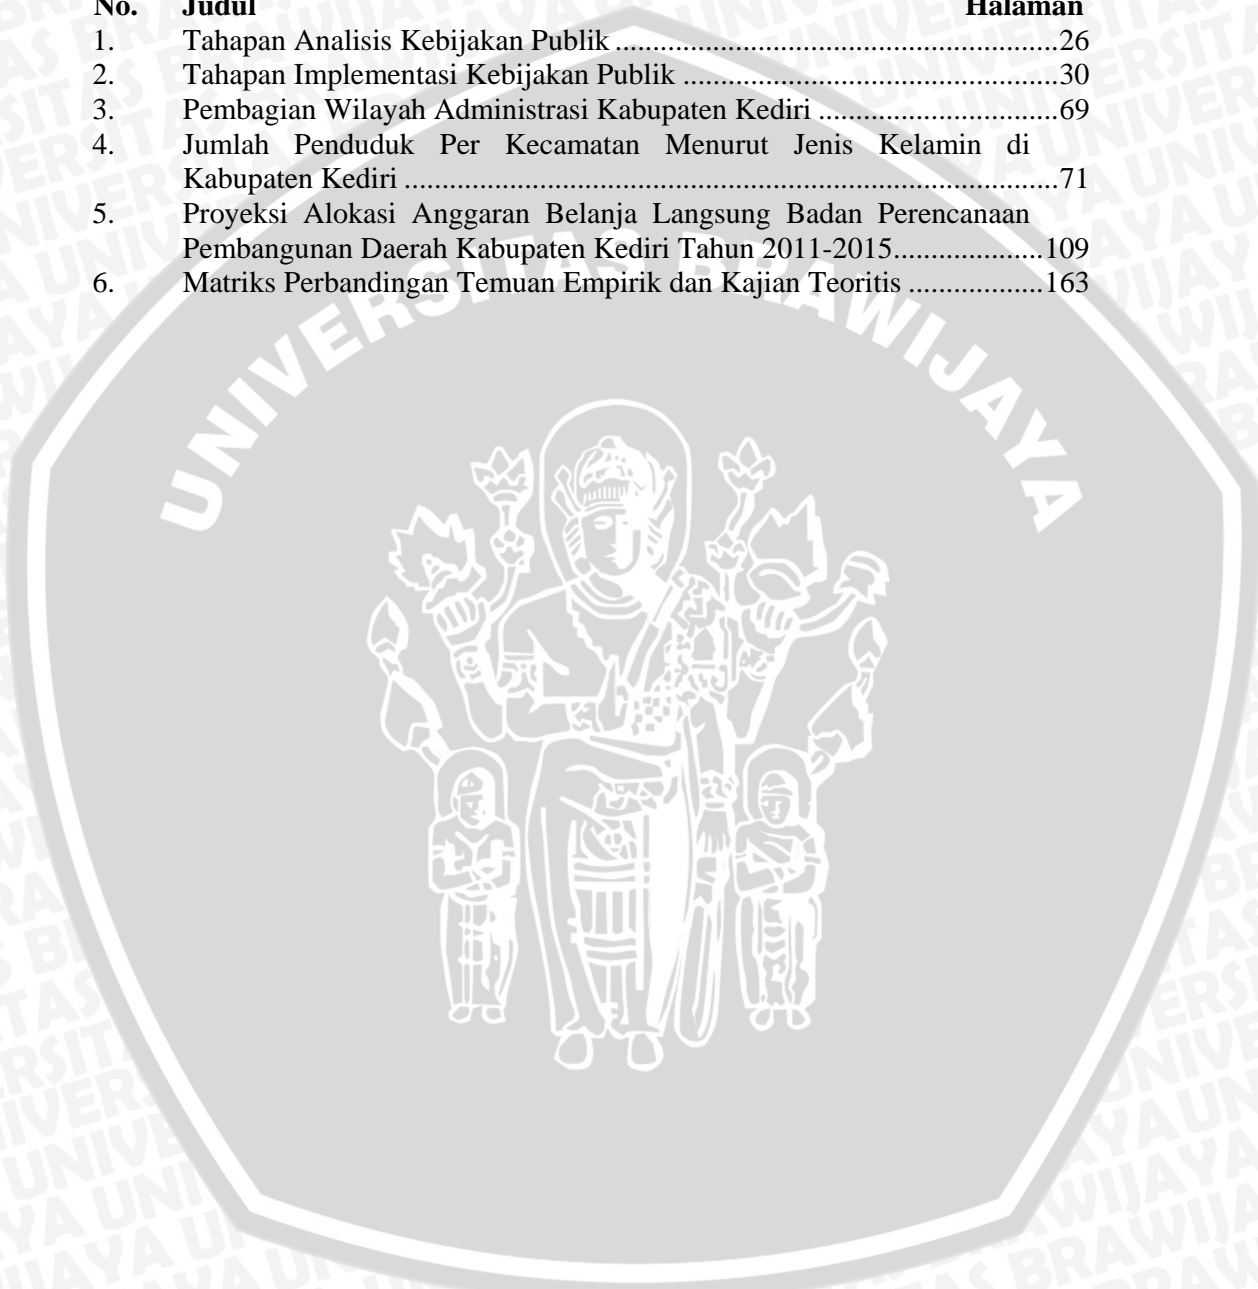 No. Judul Halaman
1. Tahapan Analisis Kebijakan Publik ...........................................................26
2. Tahapan Implementasi Kebijakan Publik ..................................................30
3. Pembagian Wilayah Administrasi Kabupaten Kediri ................................69
4. Jumlah Penduduk Per Kecamatan Menurut Jenis Kelamin di
Kabupaten Kediri .......................................................................................71
5. Proyeksi Alokasi Anggaran Belanja Langsung Badan Perencanaan
Pembangunan Daerah Kabupaten Kediri Tahun 2011-2015....................109
6. Matriks Perbandingan Temuan Empirik dan Kajian Teoritis ..................163
UNIVERSITAS BRAWIJAYA